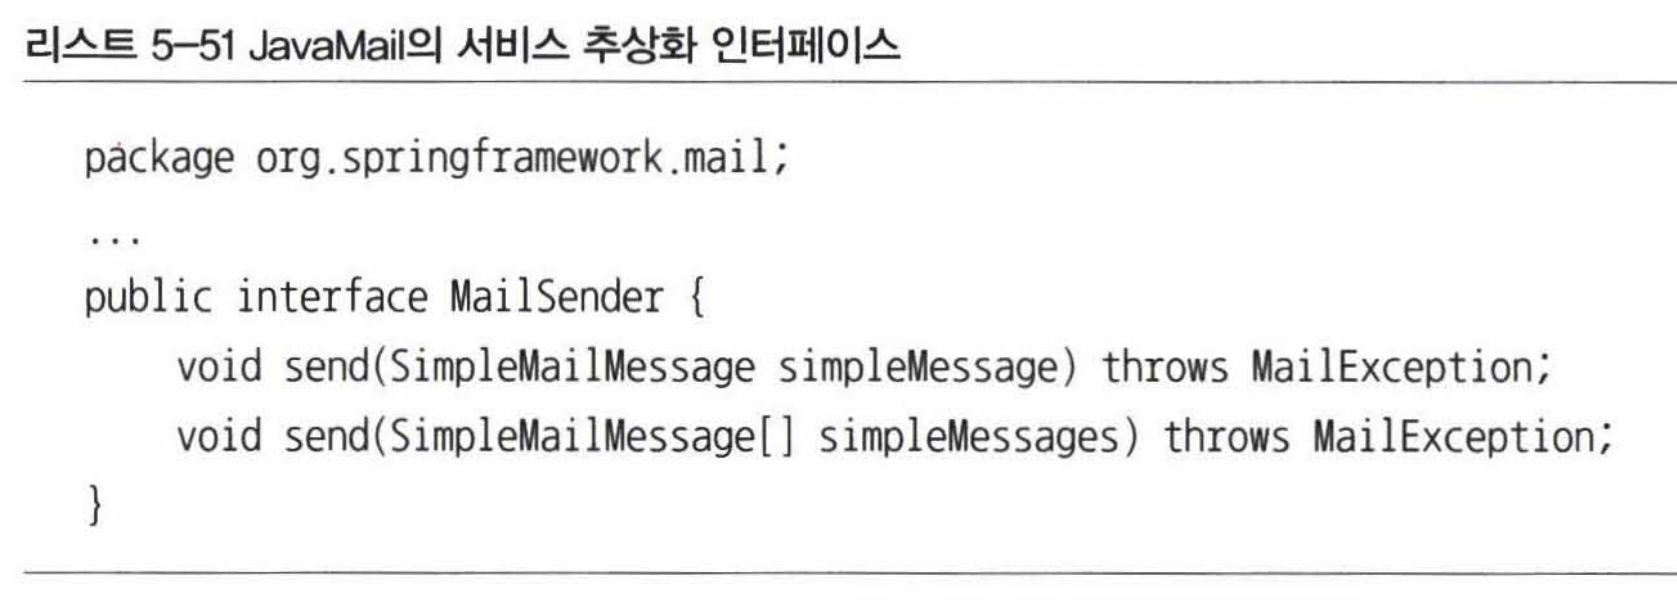 리스트 5-51 JavaMail의 서비스 추상화 인터페이스
package org.springframework.mail;
...
public interface MailSender {
void send(SimpleMailMessage simpleMessage) throws MailException;
void send(SimpleMailMessage[] simpleMessages) throws MailException;
}